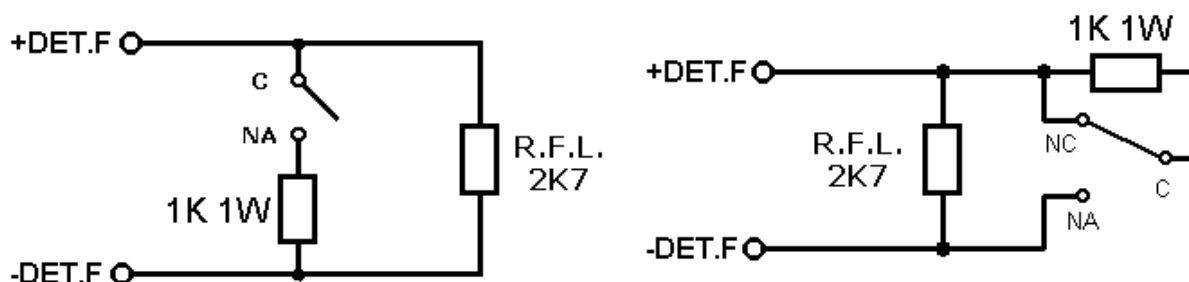 +DET.F
C
NA
1K 1W
R.F.L.
2K7
-DET.F
1K 1W
+DET.F
R.F.L.
2K7
NC
C
NA
-DET.F